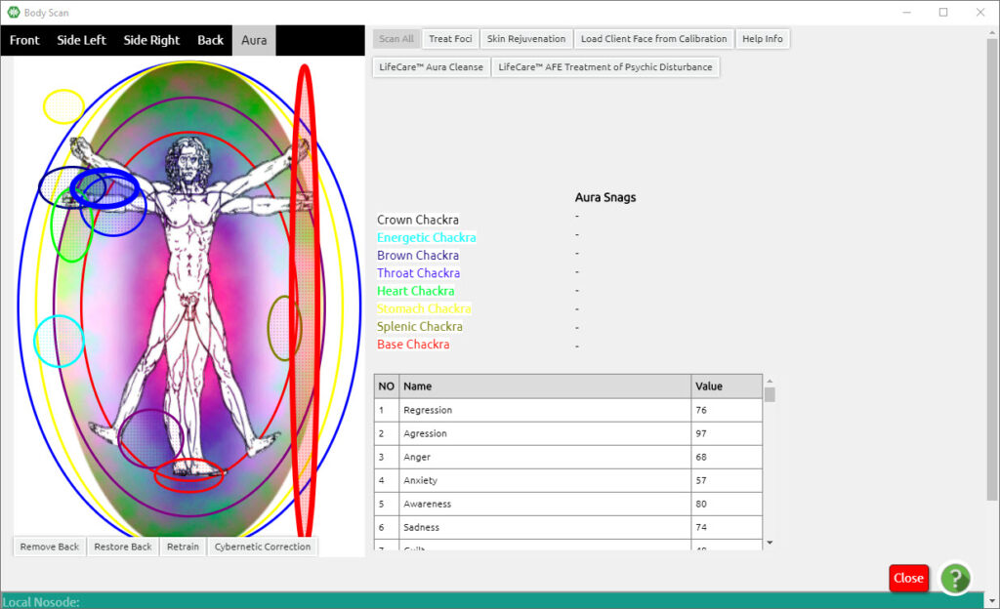 Body Scan
Front Side Left Side Right Back Aura
Scan All Treat Foci Skin Rejuvenation Load Client Face from Calibration Help Info
LifeCare™ Aura Cleanse LifeCare™ AFE Treatment of Psychic Disturbance
Aura Snags
Crown Chackra -
Energetic Chackra -
Brown Chackra -
Throat Chackra -
Heart Chackra -
Stomach Chackra -
Splenic Chackra -
Base Chackra -
NO Name Value
1 Regression 76
2 Agression 97
3 Anger 68
4 Anxiety 57
5 Awareness 80
6 Sadness 74
Remove Back Restore Back Retrain Cybernetic Correction
Close ?
Local Nosode: